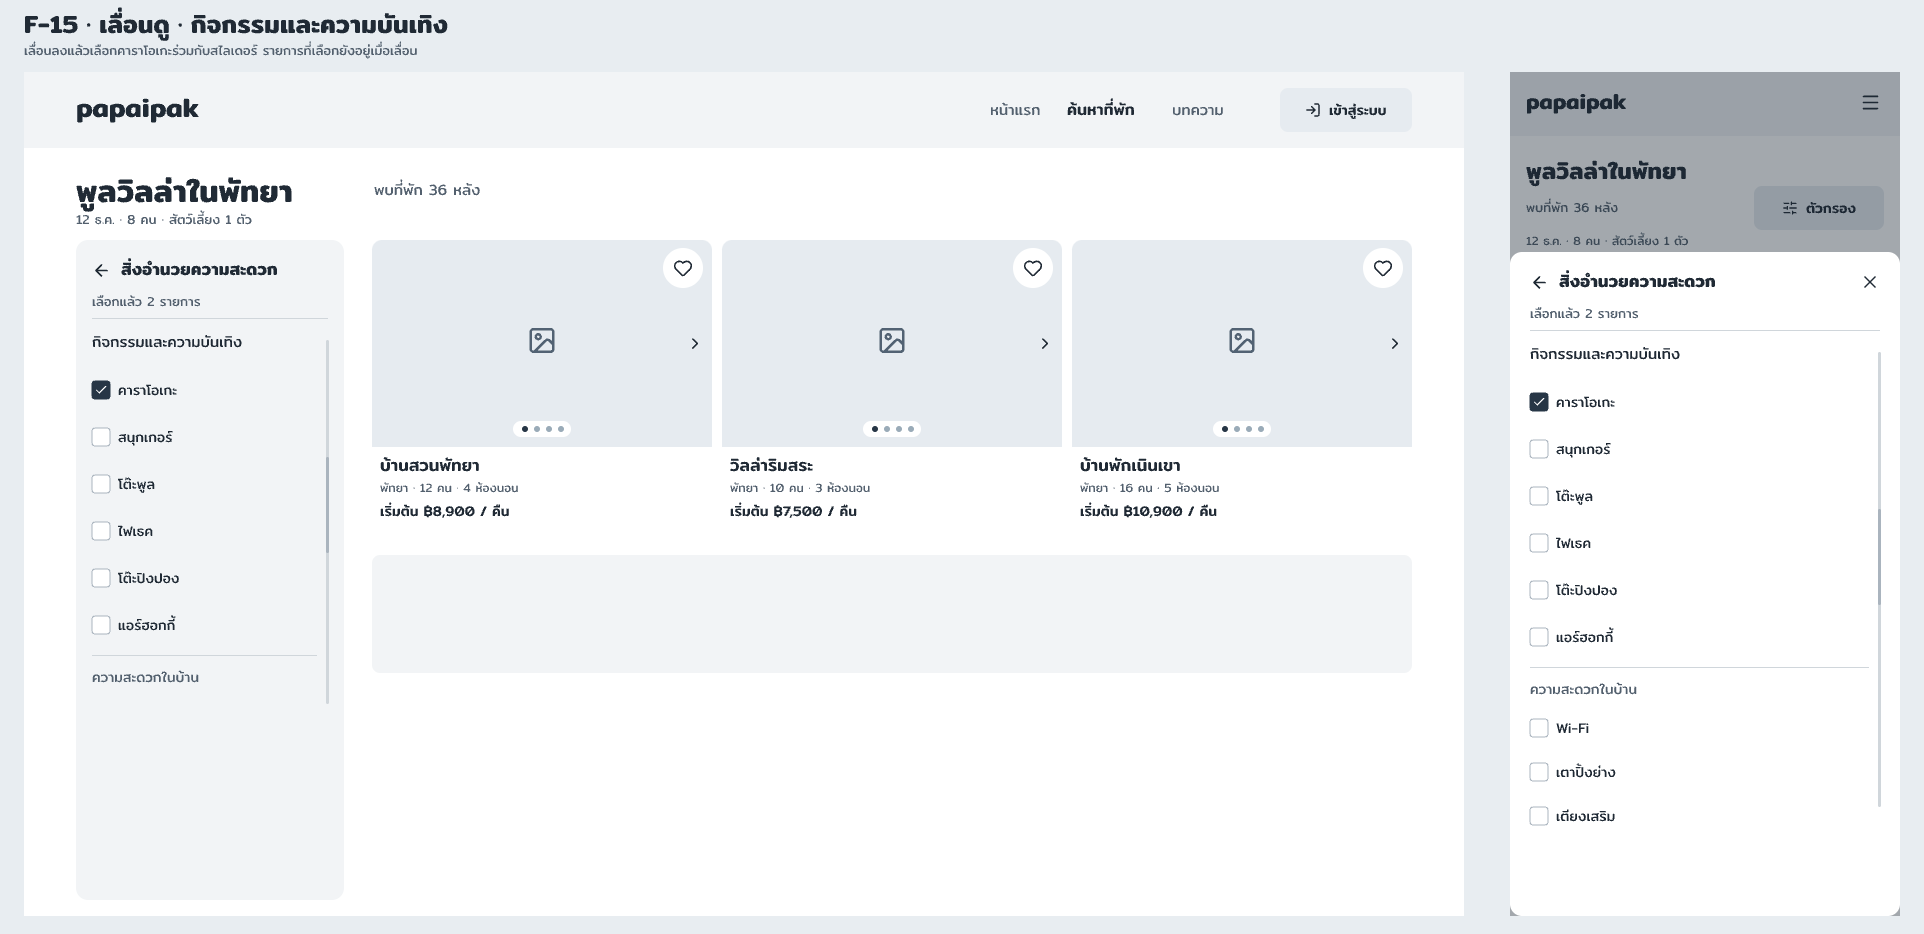 F-15 · เลื่อนดู · กิจกรรมและความบันเทิง
เลื่อนลงแล้วเลือกคาราโอเกะร่วมกับสไลเดอร์ รายการที่เลือกยังอยู่เมื่อเลื่อน
papaipak
หน้าแรก
ค้นหาที่พัก
บทความ
เข้าสู่ระบบ
พูลวิลล่าในพัทยา
12 ธ.ค. · 8 คน · สัตว์เลี้ยง 1 ตัว
พบที่พัก 36 หลัง
สิ่งอำนวยความสะดวก
เลือกแล้ว 2 รายการ
กิจกรรมและความบันเทิง
คาราโอเกะ
สนุกเกอร์
โต๊ะพูล
ไฟเธค
โต๊ะปิงปอง
แอร์ฮอกกี้
ความสะดวกในบ้าน
บ้านสวนพัทยา
พัทยา · 12 คน · 4 ห้องนอน
เริ่มต้น ฿8,900 / คืน
วิลล่าริมสระ
พัทยา · 10 คน · 3 ห้องนอน
เริ่มต้น ฿7,500 / คืน
บ้านพักเนินเขา
พัทยา · 16 คน · 5 ห้องนอน
เริ่มต้น ฿10,900 / คืน
papaipak
พูลวิลล่าในพัทยา
พบที่พัก 36 หลัง
ตัวกรอง
12 ธ.ค. · 8 คน · สัตว์เลี้ยง 1 ตัว
สิ่งอำนวยความสะดวก
เลือกแล้ว 2 รายการ
กิจกรรมและความบันเทิง
คาราโอเกะ
สนุกเกอร์
โต๊ะพูล
ไฟเธค
โต๊ะปิงปอง
แอร์ฮอกกี้
ความสะดวกในบ้าน
Wi-Fi
เตาปิ้งย่าง
เตียงเสริม